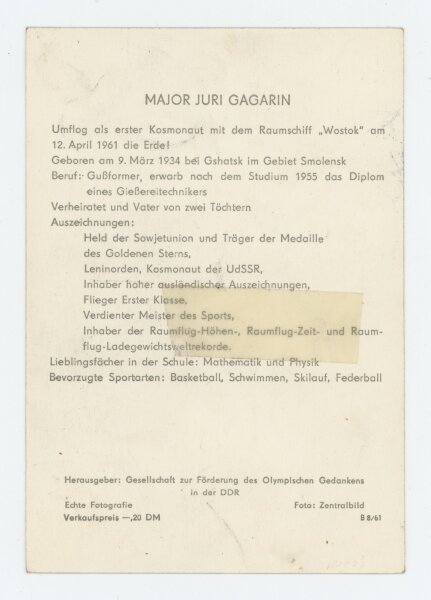 MAJOR JURI GAGARIN
Umflog als erster Kosmonaut mit dem Raumschiff „Wostok" am
12. April 1961 die Erde!
Geboren am 9. März 1934 bei Gshatsk im Gebiet Smolensk
Beruf: Gußformer, erwarb nach dem Studium 1955 das Diplom
eines Gießereitechnikers
Verheiratet und Vater von zwei Töchtern
Auszeichnungen:
Held der Sowjetunion und Träger der Medaille
des Goldenen Sterns,
Leninorden, Kosmonaut der UdSSR,
Inhaber hoher ausländischer Auszeichnungen,
Flieger Erster Klasse,
Verdienter Meister des Sports,
Inhaber der Raumflug-Höhen-, Raumflug-Zeit- und Raum-
flug-Ladegewichtsweltrekorde.
Lieblingsfächer in der Schule: Mathematik und Physik
Bevorzugte Sportarten: Basketball, Schwimmen, Skilauf, Federball
Herausgeber: Gesellschaft zur Förderung des Olympischen Gedankens
in der DDR
Echte Fotografie Foto: Zentralbild
Verkaufspreis —,20 DM B 8/61